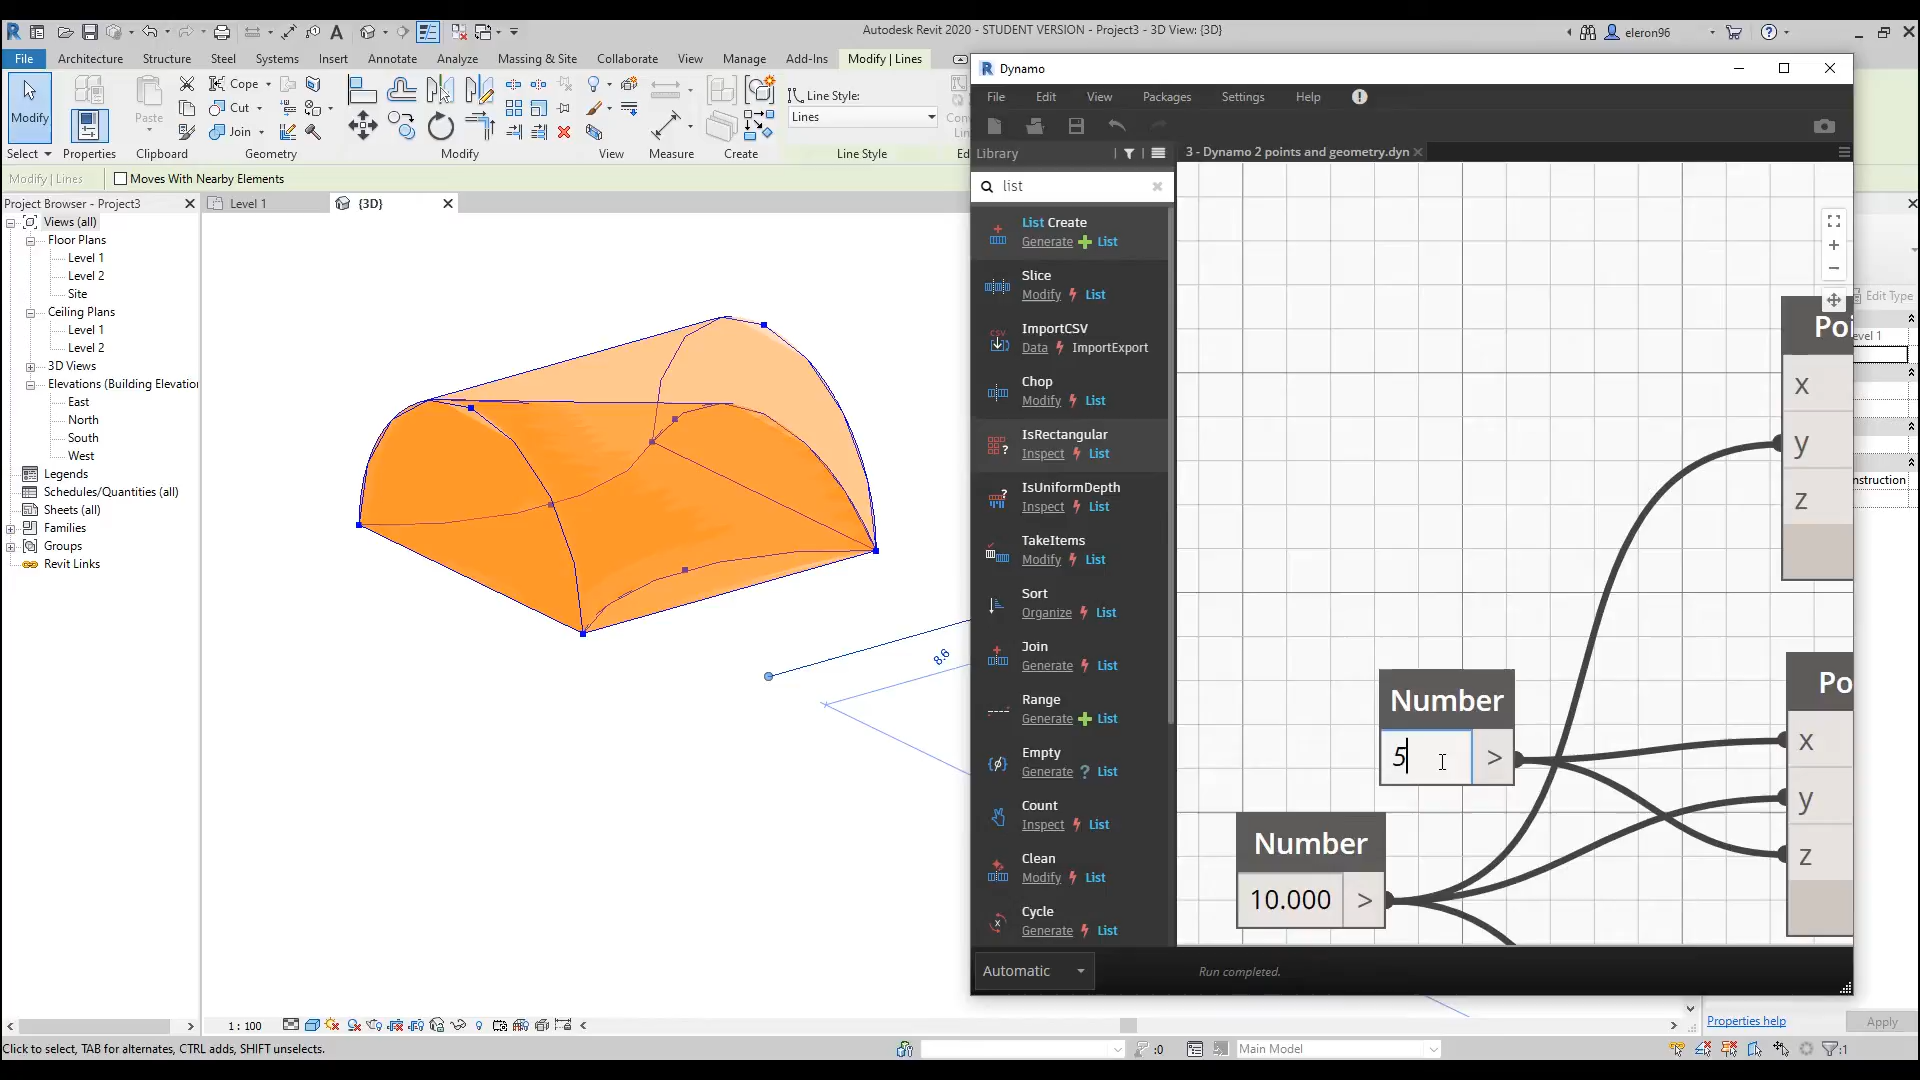 Autodesk Revit 2020 - STUDENT VERSION - Project3 - 3D View: {3D}
eleron96
File Architecture Structure Steel Systems Insert Annotate Analyze Massing & Site Collaborate View Manage Add-Ins Modify | Lines
Modify
Paste
Cope
Cut
Join
Line Style:
Lines
Select Properties Clipboard Geometry Modify View Measure Create Line Style
Modify | Lines Moves With Nearby Elements
Project Browser - Project3
Level 1
{3D}
Views (all)
Floor Plans
Level 1
Level 2
Site
Ceiling Plans
Level 1
Level 2
3D Views
Elevations (Building Elevatior
East
North
South
West
Legends
Schedules/Quantities (all)
Sheets (all)
Families
Groups
Revit Links
8.6
Dynamo
File Edit View Packages Settings Help
Library
3 - Dynamo 2 points and geometry.dyn
list
List Create
Generate List
Slice
Modify List
ImportCSV
Data ImportExport
Chop
Modify List
IsRectangular
Inspect List
IsUniformDepth
Inspect List
TakeItems
Modify List
Sort
Organize List
Join
Generate List
Range
Generate List
Empty
Generate List
Count
Inspect List
Clean
Modify List
Cycle
Generate List
Poi
x
y
z
Number
5 >
Number
10.000 >
Po
x
y
z
Automatic
Run completed.
Edit Type
evel 1
nstruction
1 : 100
Properties help
Apply
Click to select, TAB for alternates, CTRL adds, SHIFT unselects.
:0
Main Model
:1